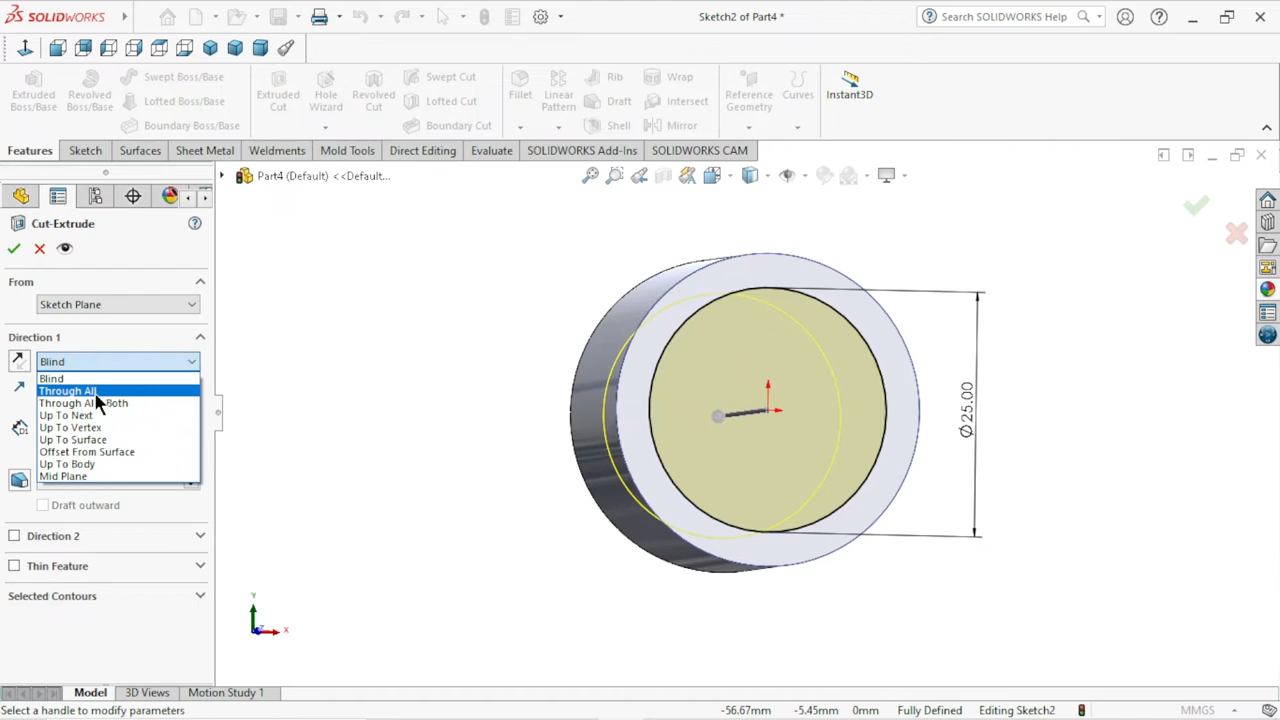 SOLIDWORKS
Sketch2 of Part4 *
Search SOLIDWORKS Help
Extruded Boss/Base
Revolved Boss/Base
Swept Boss/Base
Lofted Boss/Base
Boundary Boss/Base
Extruded Cut
Hole Wizard
Revolved Cut
Swept Cut
Lofted Cut
Boundary Cut
Fillet
Linear Pattern
Rib
Draft
Shell
Wrap
Intersect
Mirror
Reference Geometry
Curves
Instant3D
Features Sketch Surfaces Sheet Metal Weldments Mold Tools Direct Editing Evaluate SOLIDWORKS Add-Ins SOLIDWORKS CAM
Part4 (Default) <<Default...
Cut-Extrude
From
Sketch Plane
Direction 1
Blind
Blind
Through All
Up To Next
Up To Vertex
Up To Surface
Offset From Surface
Up To Body
Mid Plane
Draft outward
Direction 2
Thin Feature
Selected Contours
Ø25.00
Y
X
Model 3D Views Motion Study 1
Select a handle to modify parameters
-56.67mm -5.45mm 0mm Fully Defined Editing Sketch2 MMGS